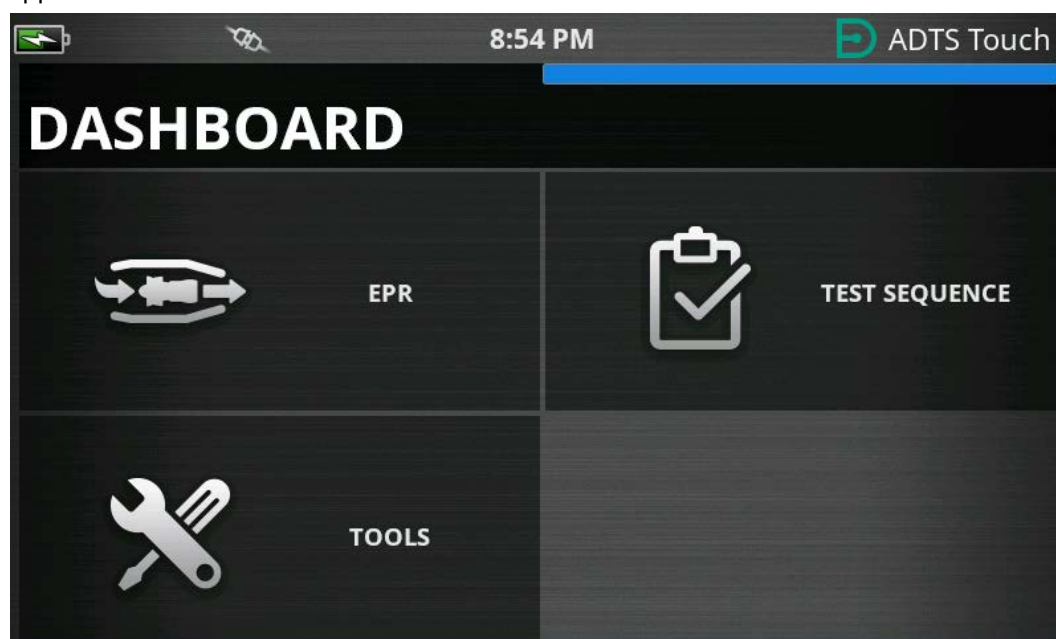 8:54 PM
ADTS Touch
DASHBOARD
EPR
TEST SEQUENCE
TOOLS